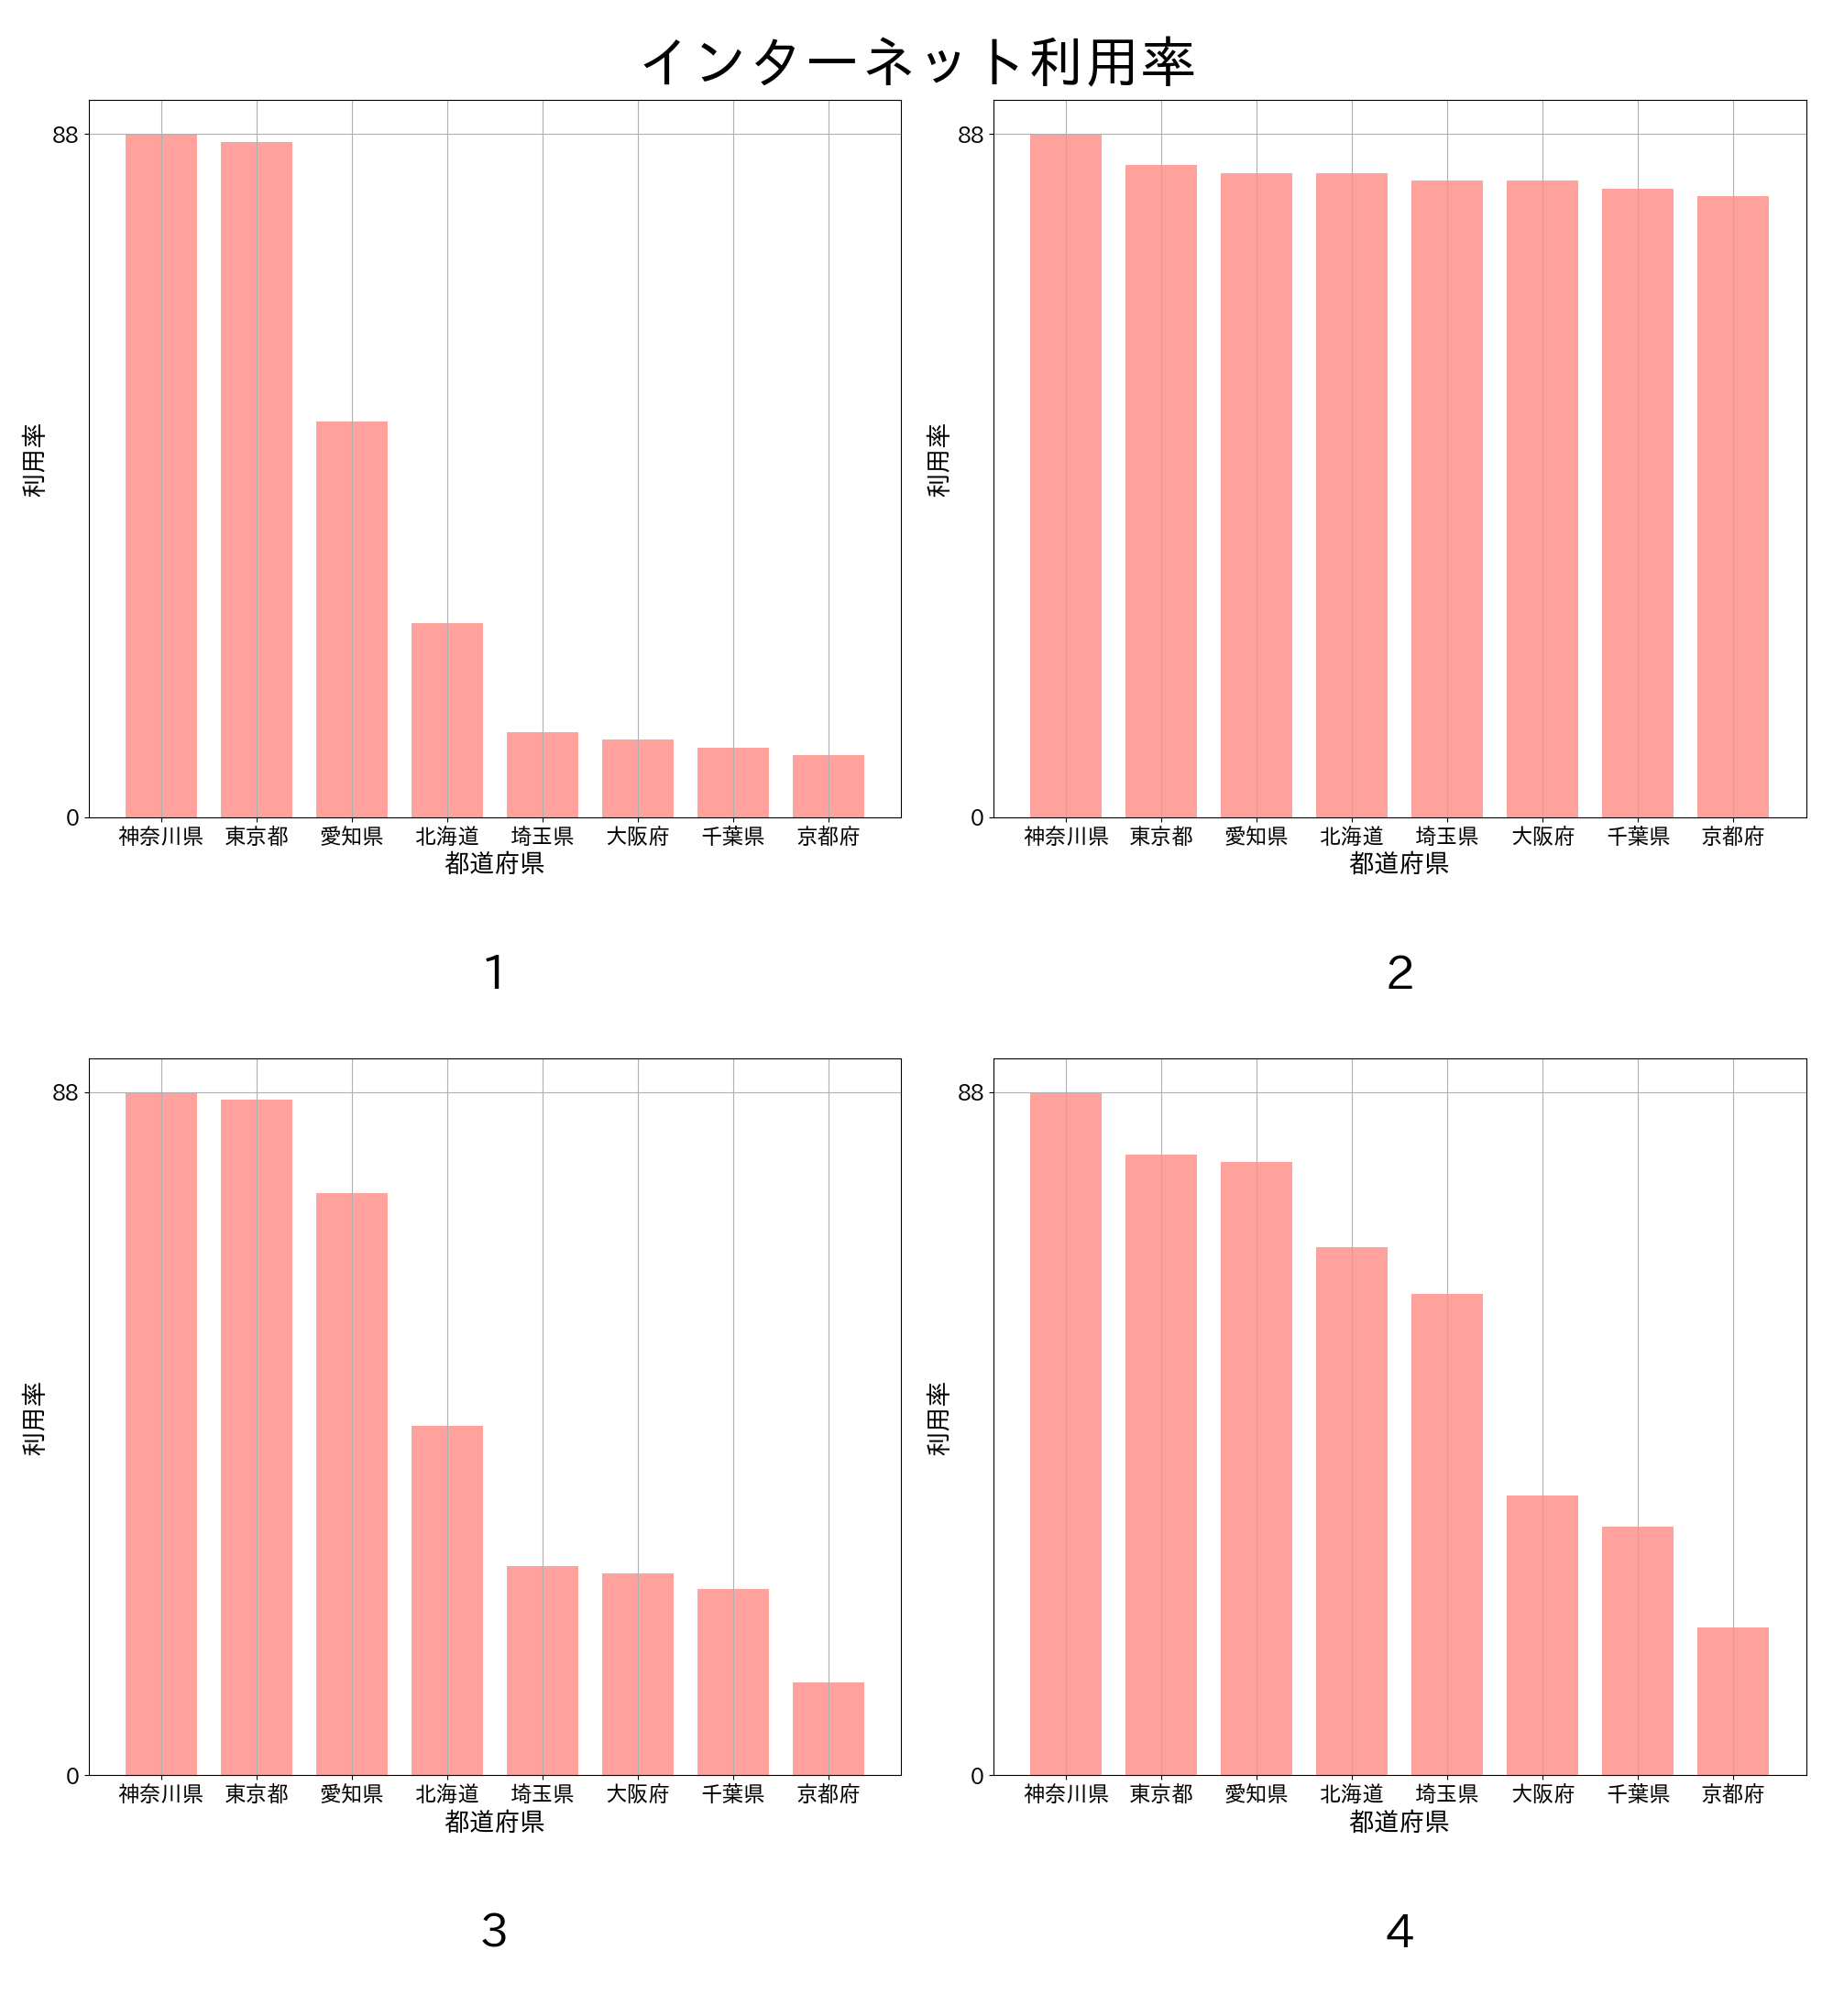 インターネット利用率
88
0
利用率
神奈川県 東京都 愛知県 北海道 埼玉県 大阪府 千葉県 京都府
都道府県
1
88
0
利用率
神奈川県 東京都 愛知県 北海道 埼玉県 大阪府 千葉県 京都府
都道府県
2
88
0
利用率
神奈川県 東京都 愛知県 北海道 埼玉県 大阪府 千葉県 京都府
都道府県
3
88
0
利用率
神奈川県 東京都 愛知県 北海道 埼玉県 大阪府 千葉県 京都府
都道府県
4